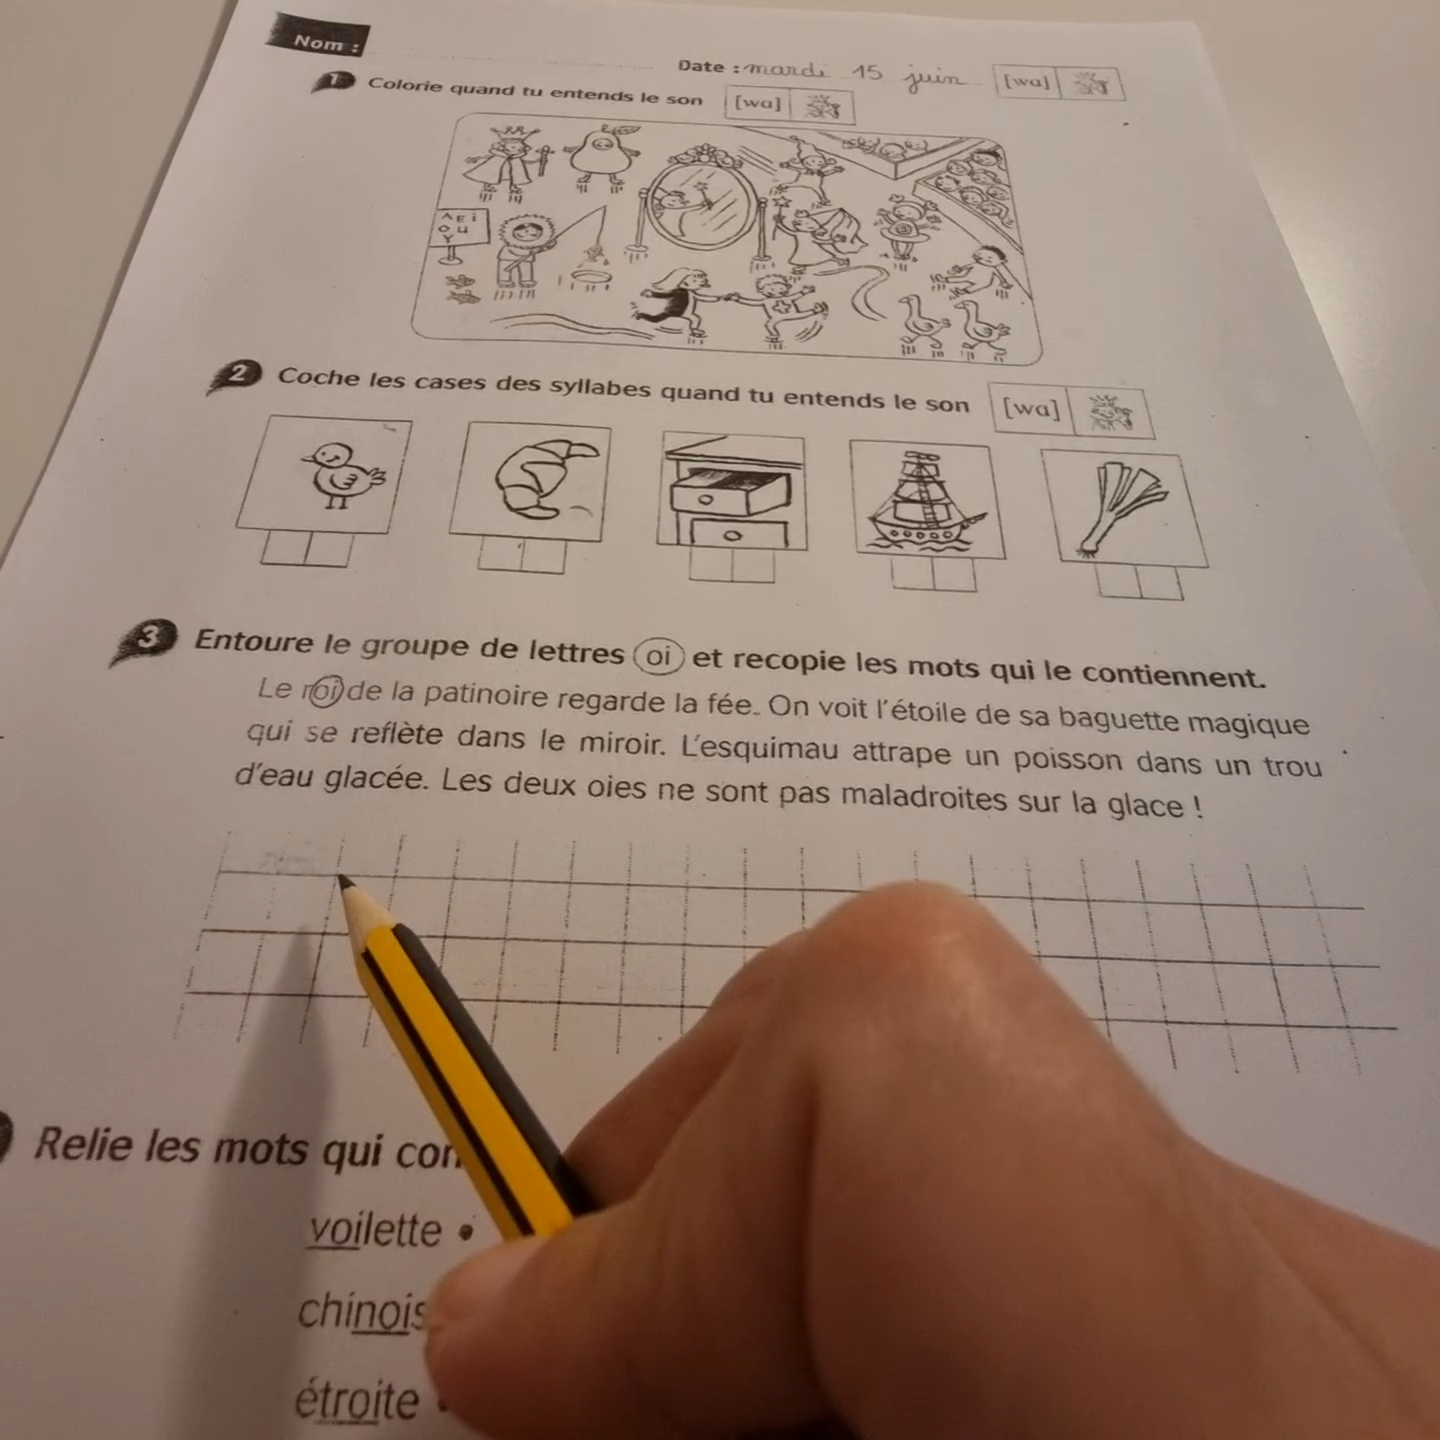 Nom :
Date : mardi 15 juin [wa]
1 Colorie quand tu entends le son [wa]
A E i
O U
Y
2 Coche les cases des syllabes quand tu entends le son [wa]
3 Entoure le groupe de lettres oi et recopie les mots qui le contiennent.
Le roi de la patinoire regarde la fée. On voit l'étoile de sa baguette magique
qui se reflète dans le miroir. L'esquimau attrape un poisson dans un trou
d'eau glacée. Les deux oies ne sont pas maladroites sur la glace !
Relie les mots qui
voilette •
chinois
étroite